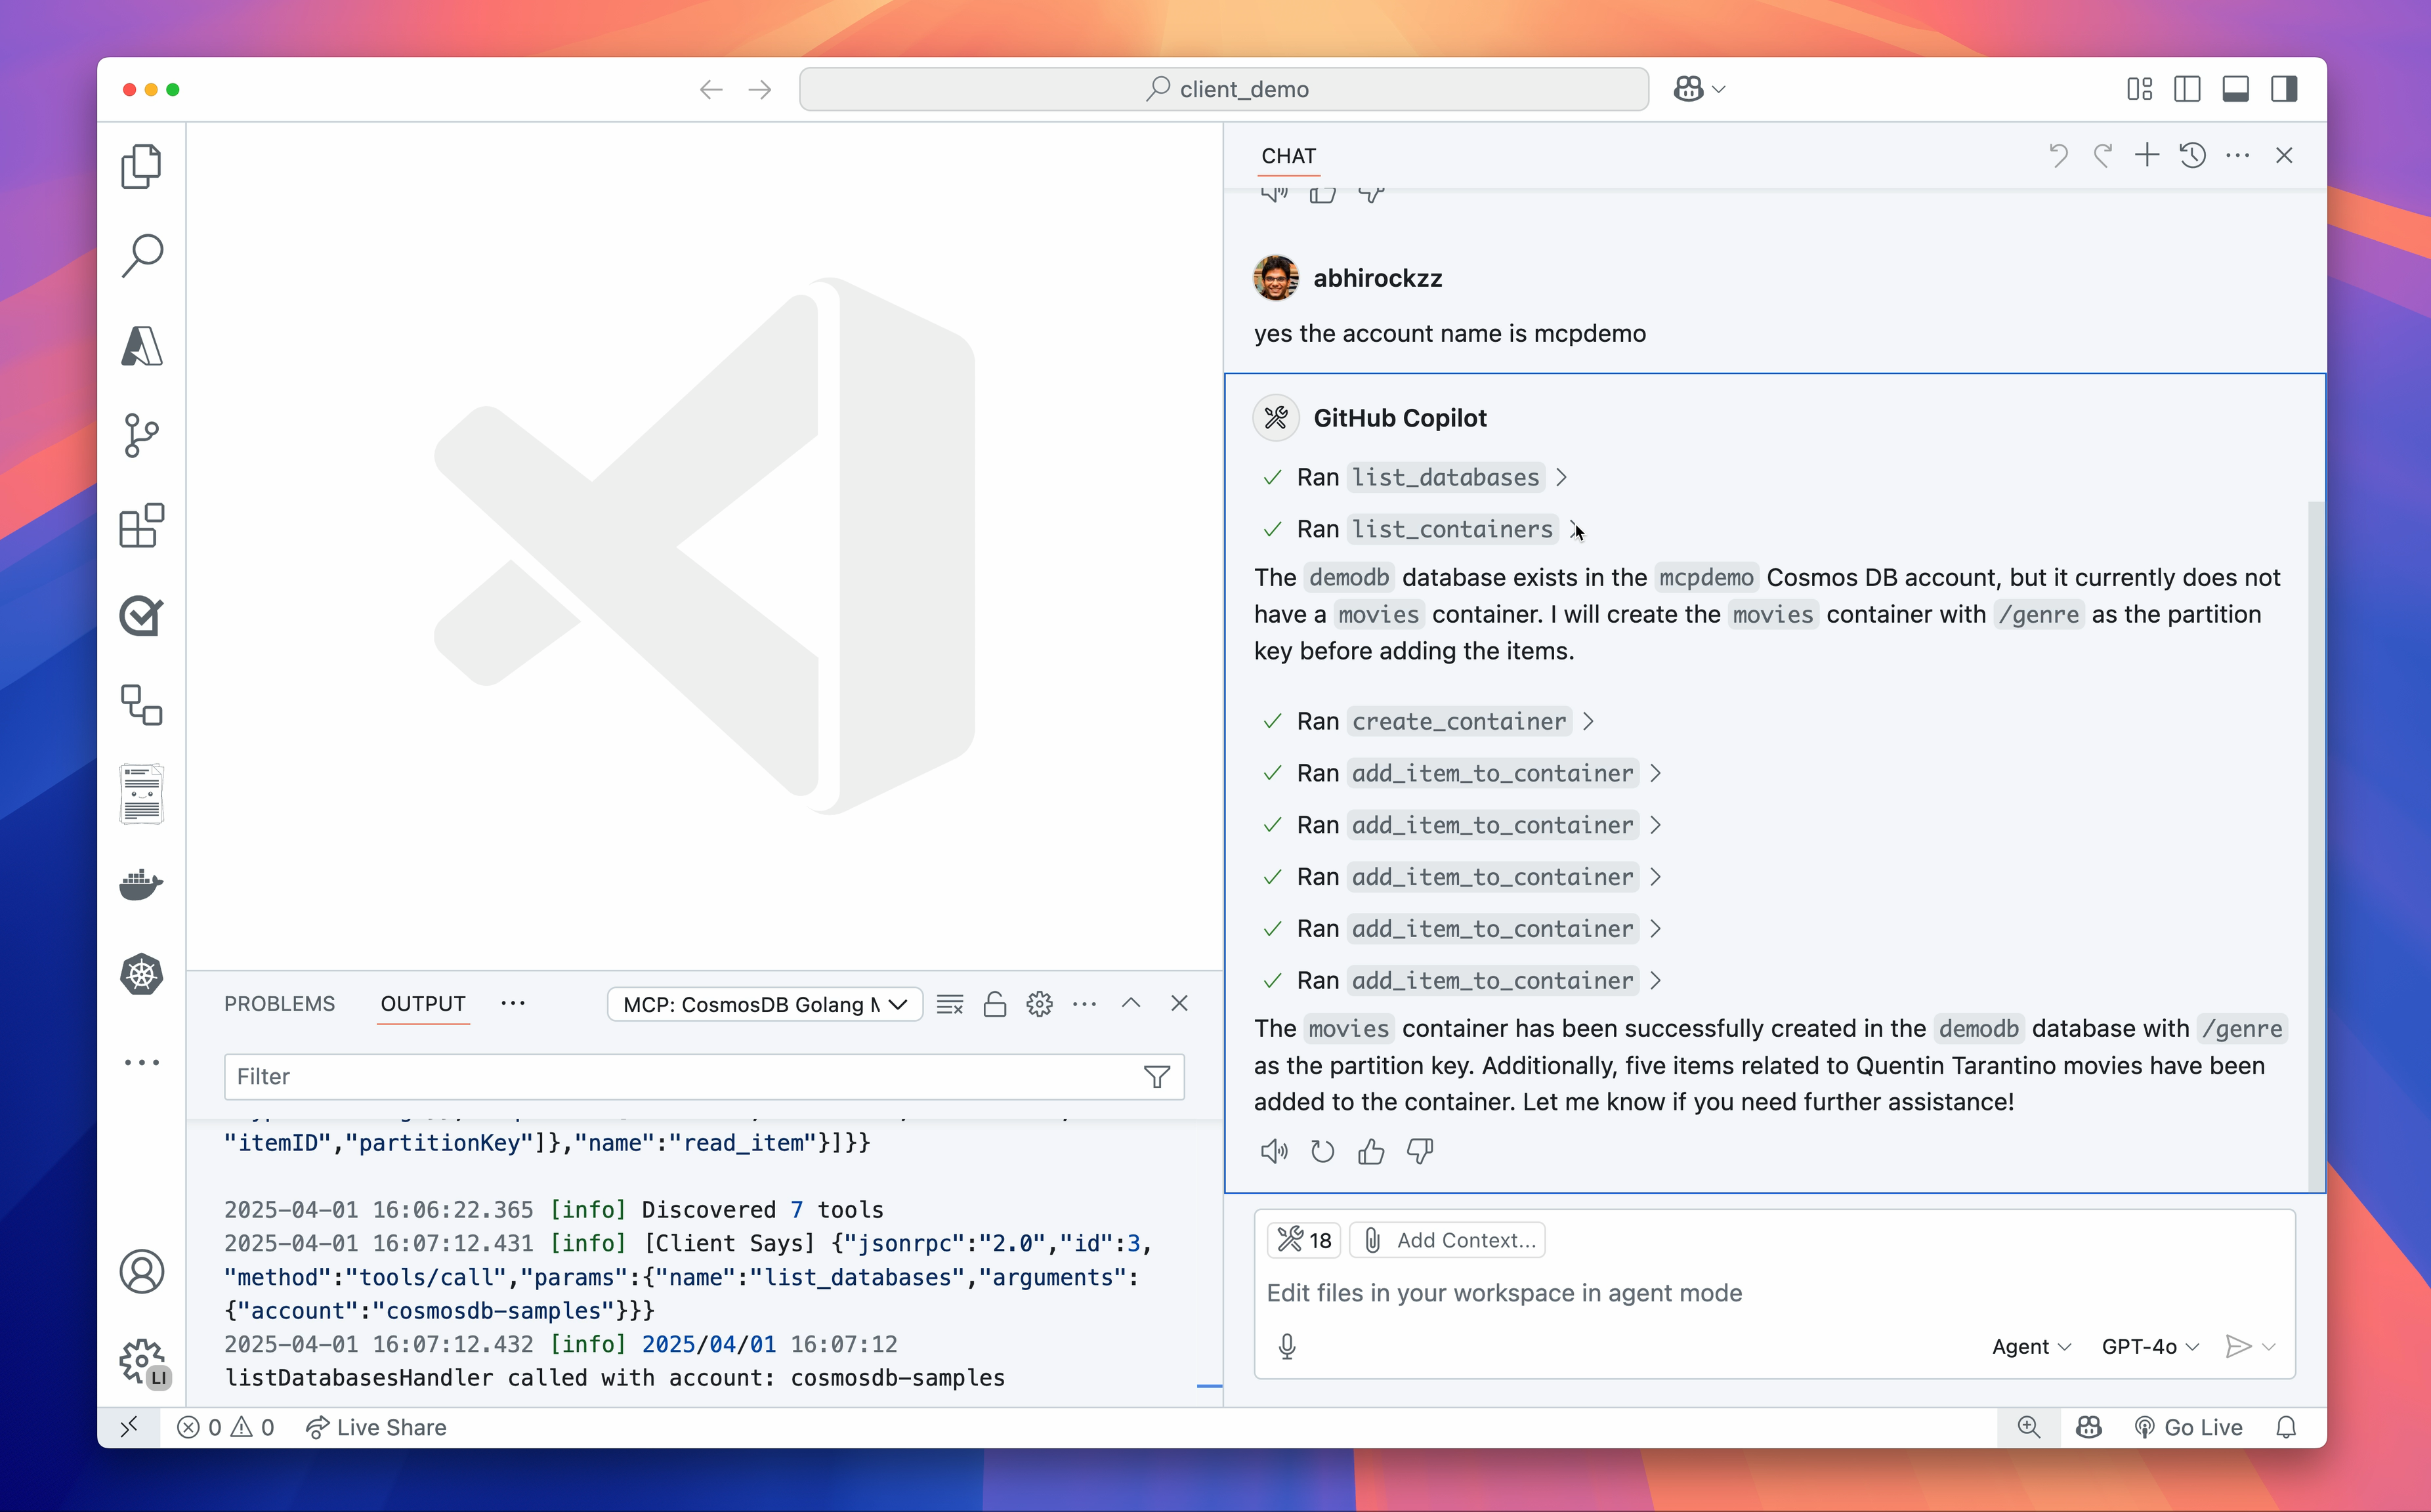 client_demo
CHAT
abhirockzz
yes the account name is mcpdemo
GitHub Copilot
Ran list_databases
Ran list_containers
The demodb database exists in the mcpdemo Cosmos DB account, but it currently does not
have a movies container. I will create the movies container with /genre as the partition
key before adding the items.
Ran create_container
Ran add_item_to_container
Ran add_item_to_container
Ran add_item_to_container
Ran add_item_to_container
Ran add_item_to_container
The movies container has been successfully created in the demodb database with /genre
as the partition key. Additionally, five items related to Quentin Tarantino movies have been
added to the container. Let me know if you need further assistance!
18 Add Context...
Edit files in your workspace in agent mode
Agent GPT-4o
PROBLEMS OUTPUT MCP: CosmosDB Golang
Filter
"itemID","partitionKey"]},"name":"read_item"}]}}
2025-04-01 16:06:22.365 [info] Discovered 7 tools
2025-04-01 16:07:12.431 [info] [Client Says] {"jsonrpc":"2.0","id":3,
"method":"tools/call","params":{"name":"list_databases","arguments":
{"account":"cosmosdb-samples"}}}
2025-04-01 16:07:12.432 [info] 2025/04/01 16:07:12
listDatabasesHandler called with account: cosmosdb-samples
LI
0 0 Live Share
Go Live